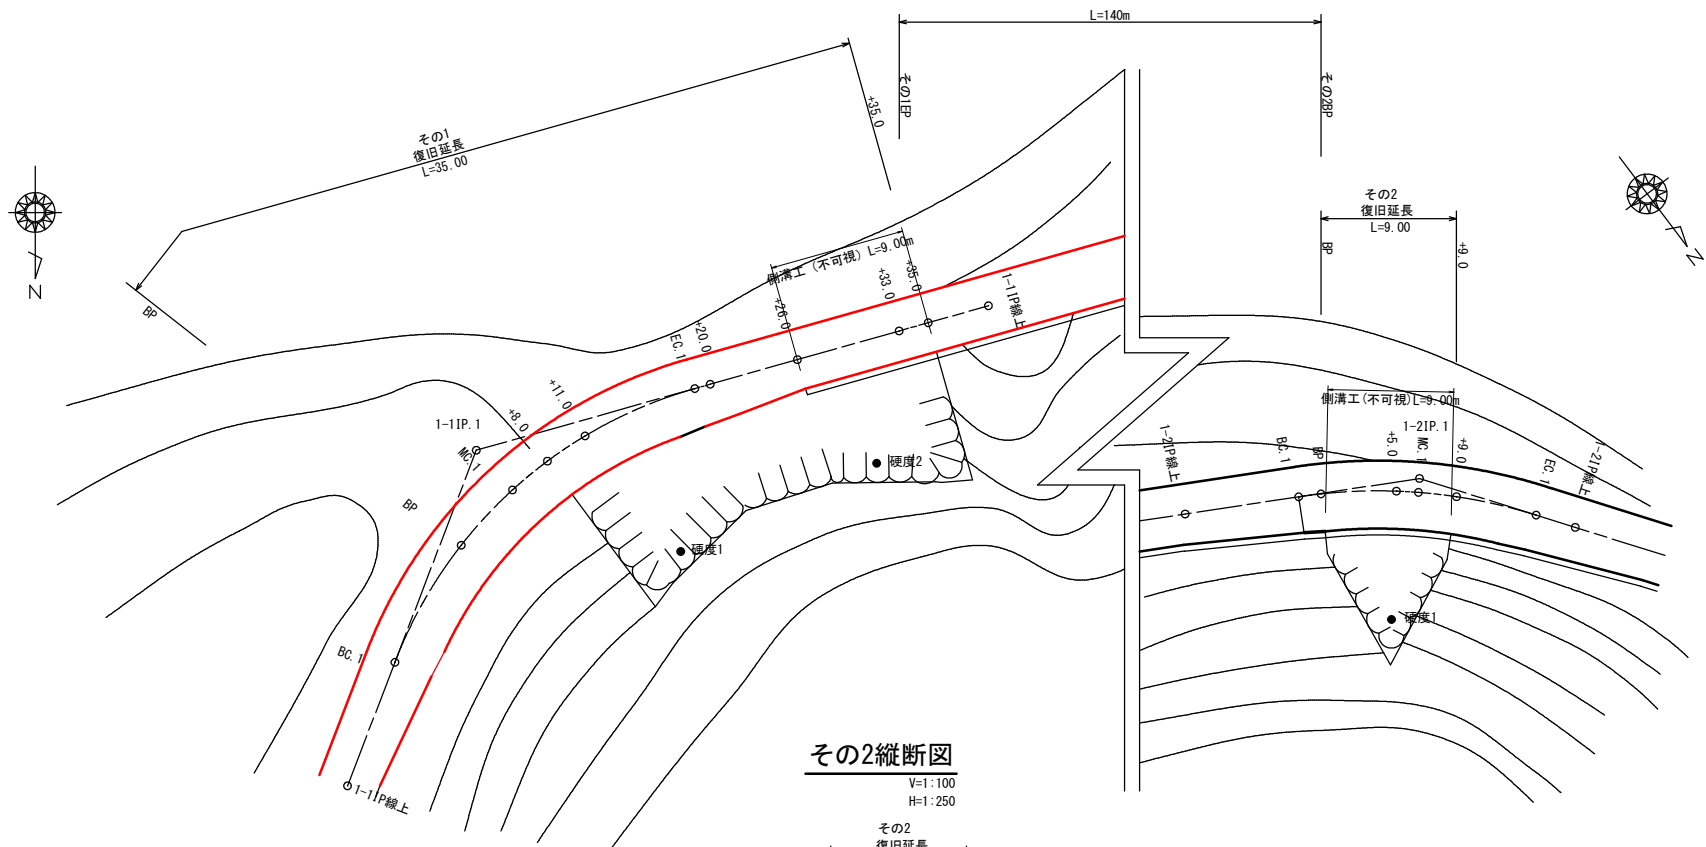 L=140m
その1EP
その2BP
+35.0
その1
復旧延長
L=35.00
BP
N
その2
復旧延長
L=9.00
BP
+9.0
N
側溝工(不可視)L=9.00m
+26.0
+33.0
+35.0
1-1IP線上
EC.1
+20.0
+11.0
+8.0
1-1IP.1
MC.1
BP
BC.1
1-1IP線上
硬度1
硬度2
側溝工(不可視)L=9.00m
1-2IP線上
BC.1
BP
+5.0
1-2IP.1
MC.1
+9.0
EC.1
1-2IP線上
硬度1
その2縦断図
V=1:100
H=1:250
その2
復旧延長